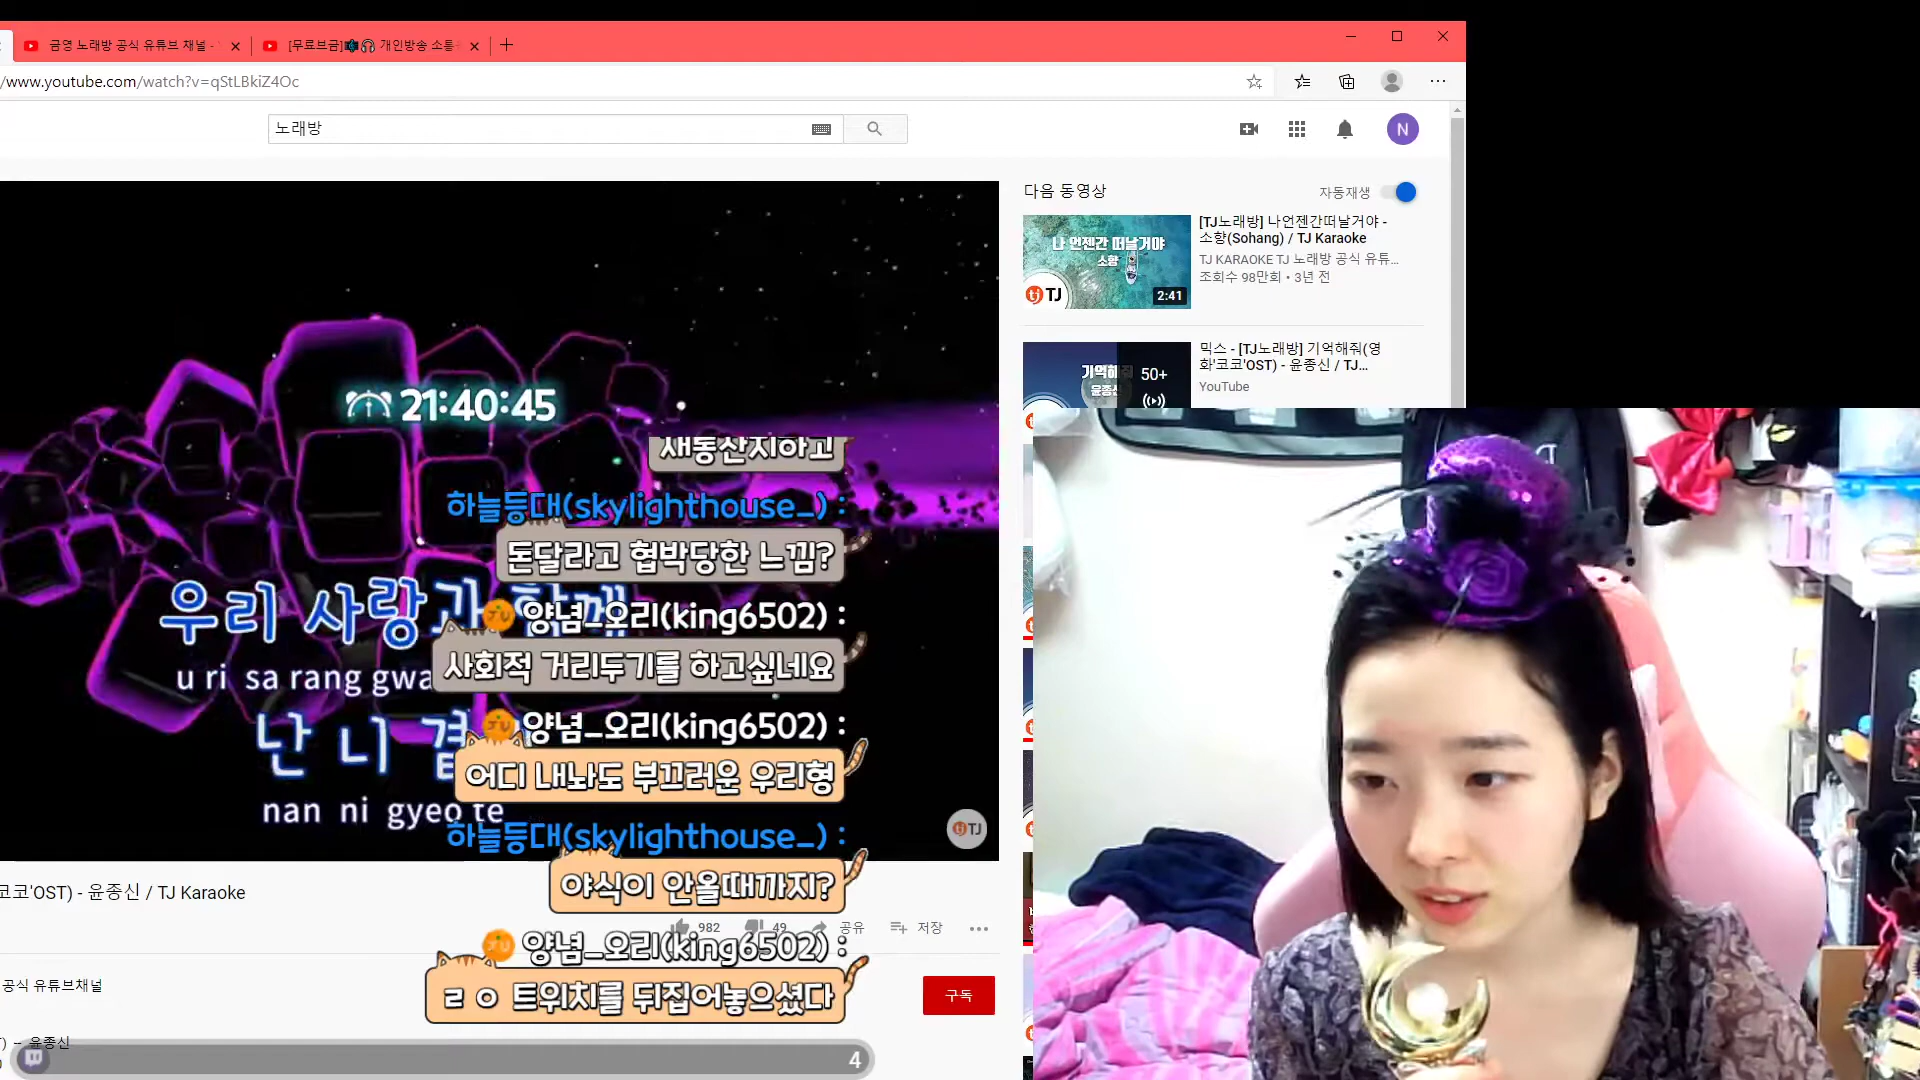 금영 노래방 공식 유튜브 채널 -
[무료브금] 개인방송 소통
/www.youtube.com/watch?v=qStLBkiZ4Oc
노래방
N
다음 동영상
자동재생
나 언젠간 떠날거야
소향
TJ
2:41
[TJ노래방] 나언젠간떠날거야 -
소향(Sohang) / TJ Karaoke
TJ KARAOKE TJ 노래방 공식 유튜...
조회수 98만회 • 3년 전
기억해
윤종신
50+
믹스 - [TJ노래방] 기억해줘(영
화'코코'OST) - 윤종신 / TJ...
YouTube
21:40:45
새동산지하고
하늘등대(skylighthouse_) :
돈달라고 협박당한 느낌?
우리 사랑과 함께
양념_오리(king6502) :
u ri sa rang gwa
사회적 거리두기를 하고싶네요
난 니 곁
양념_오리(king6502) :
어디 내놔도 부끄러운 우리형
nan ni gyeo te
하늘등대(skylighthouse_) :
TJ
야식이 안올때까지?
코코'OST) - 윤종신 / TJ Karaoke
982
49
공유
저장
양념_오리(king6502) :
ㄹㅇ 트위치를 뒤집어놓으셨다
공식 유튜브채널
구독
T) - 윤종신
4